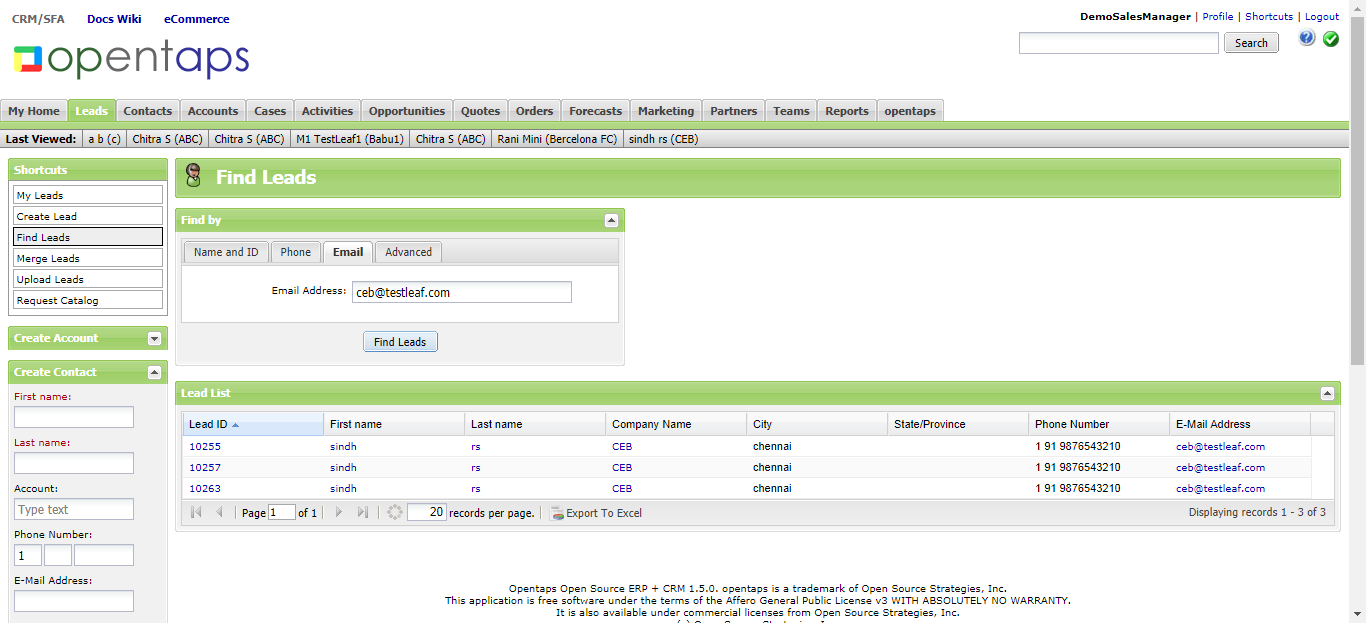 CRM/SFA Docs Wiki eCommerce
DemoSalesManager | Profile | Shortcuts | Logout
opentaps
Search
My Home Leads Contacts Accounts Cases Activities Opportunities Quotes Orders Forecasts Marketing Partners Teams Reports opentaps
Last Viewed: a b (c) Chitra S (ABC) Chitra S (ABC) M1 TestLeaf1 (Babu1) Chitra S (ABC) Rani Mini (Bercelona FC) sindh rs (CEB)
Shortcuts
My Leads
Create Lead
Find Leads
Merge Leads
Upload Leads
Request Catalog
Create Account
Create Contact
First name:
Last name:
Account:
Type text
Phone Number:
1
E-Mail Address:
Find Leads
Find by
Name and ID Phone Email Advanced
Email Address: ceb@testleaf.com
Find Leads
Lead List
Lead ID First name Last name Company Name City State/Province Phone Number E-Mail Address
10255 sindh rs CEB chennai 1 91 9876543210 ceb@testleaf.com
10257 sindh rs CEB chennai 1 91 9876543210 ceb@testleaf.com
10263 sindh rs CEB chennai 1 91 9876543210 ceb@testleaf.com
Page 1 of 1 20 records per page. Export To Excel Displaying records 1 - 3 of 3
Opentaps Open Source ERP + CRM 1.5.0. opentaps is a trademark of Open Source Strategies, Inc.
This application is free software under the terms of the Affero General Public License v3 WITH ABSOLUTELY NO WARRANTY.
It is also available under commercial licenses from Open Source Strategies, Inc.